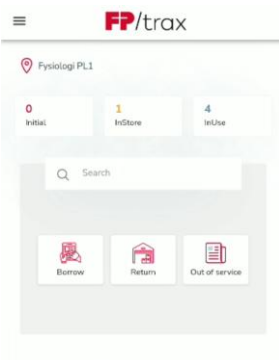 FP/trax
Fysiologi PL1
0 1 4
Initial InStore InUse
Search
Borrow Return Out of service